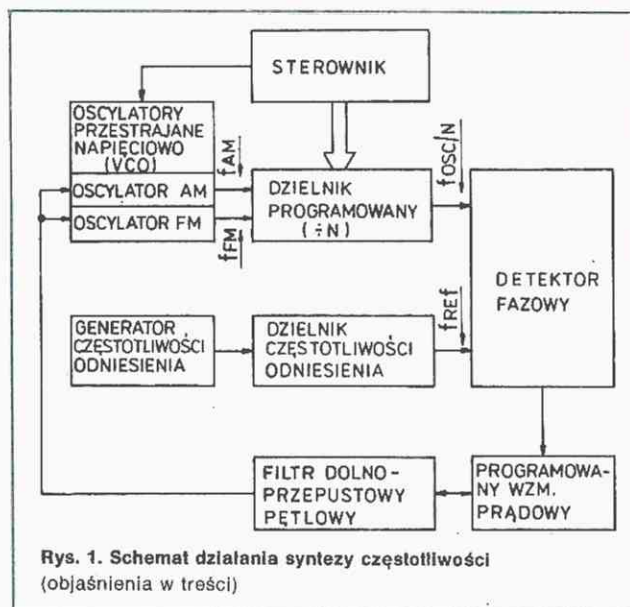 STEROWNIK
OSCYLATORY
PRZESTRAJANE
NAPIĘCIOWO
(VCO)
OSCYLATOR AM
OSCYLATOR FM
fAM
fFM
DZIELNIK
PROGRAMOWANY
(÷N)
fOSC/N
DETEKTOR
FAZOWY
GENERATOR
CZĘSTOTLIWOŚCI
ODNIESIENIA
DZIELNIK
CZĘSTOTLIWOŚCI
ODNIESIENIA
fREf
FILTR DOLNO-
PRZEPUSTOWY
PĘTLOWY
PROGRAMOWA-
NY WZM.
PRĄDOWY
Rys. 1. Schemat działania syntezy częstotliwości
(objaśnienia w treści)